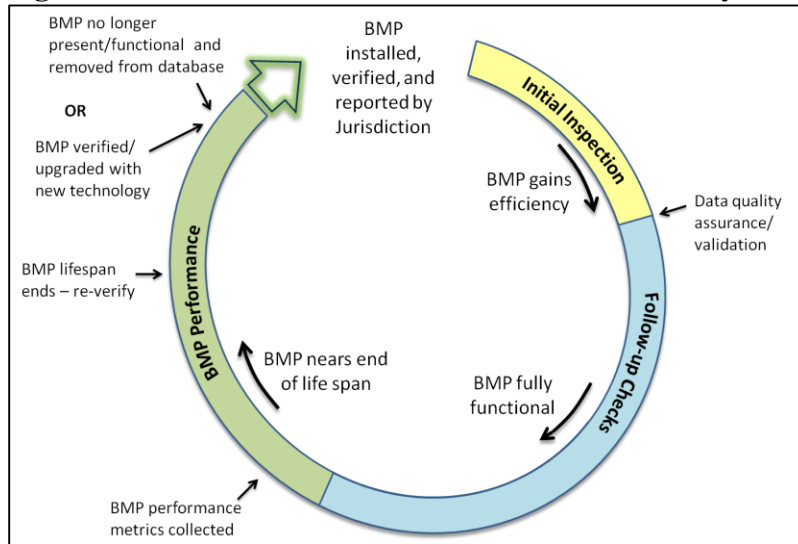 BMP no longer
present/functional and
removed from database
OR
BMP verified/
upgraded with
new technology
BMP lifespan
ends – re-verify
BMP performance
metrics collected
BMP
installed,
verified, and
reported by
Jurisdiction
Initial Inspection
BMP gains
efficiency
Data quality
assurance/
validation
Follow-up Checks
BMP fully
functional
BMP nears end
of life span
BMP Performance